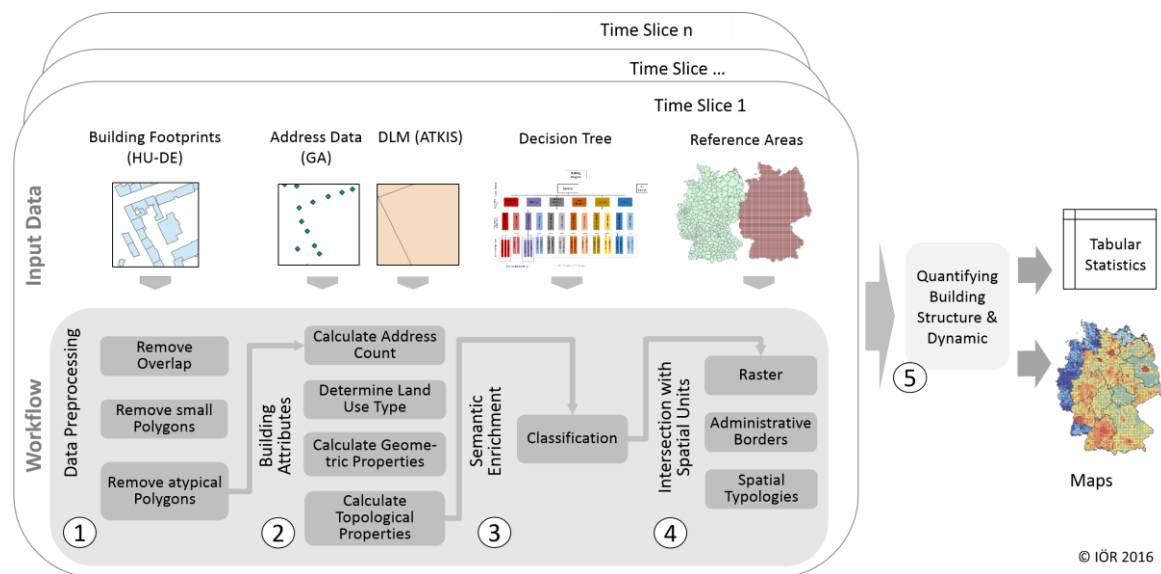 Time Slice n
Time Slice ...
Time Slice 1
Building Footprints
(HU-DE)
Address Data
(GA)
DLM (ATKIS)
Decision Tree
Reference Areas
Input Data
Workflow
Data Preprocessing
Remove
Overlap
Remove small
Polygons
Remove atypical
Polygons
1
Building
Attributes
Calculate Address
Count
Determine Land
Use Type
Calculate Geome-
tric Properties
Calculate
Topological
Properties
2
Semantic
Enrichment
Classification
3
Intersection with
Spatial Units
Raster
Administrative
Borders
Spatial
Typologies
4
Quantifying
Building
Structure &
Dynamic
5
Tabular
Statistics
Maps
© IÖR 2016